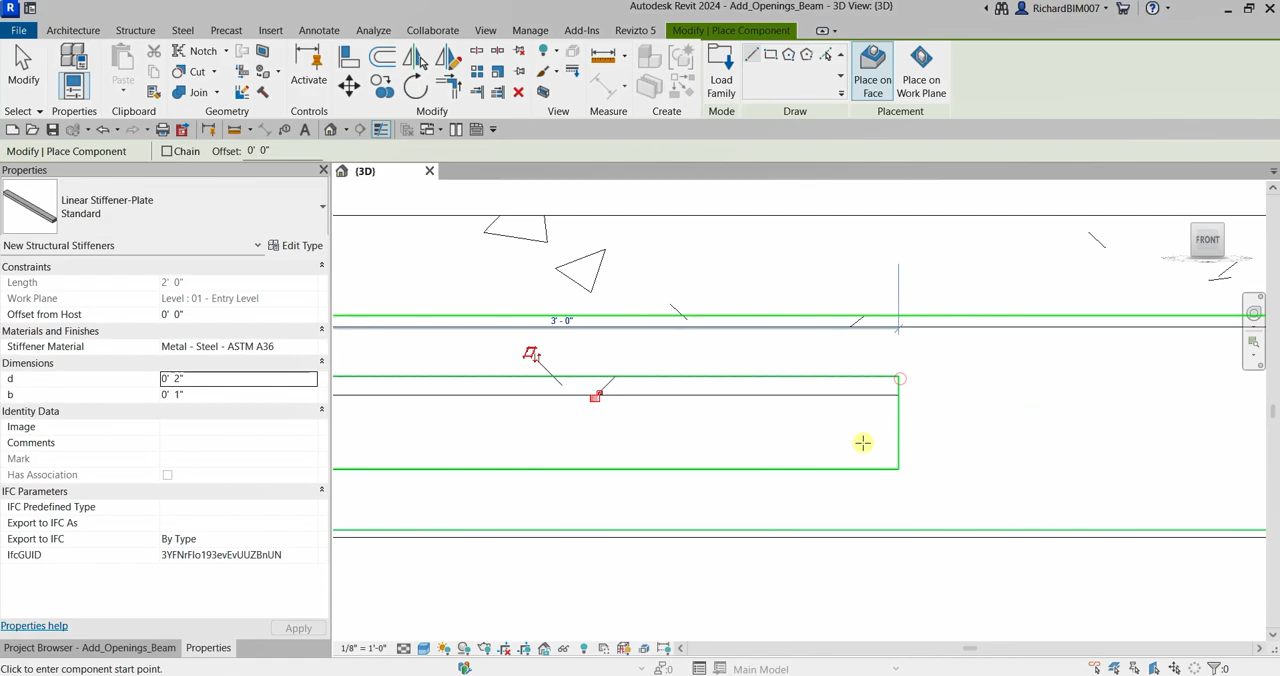 Autodesk Revit 2024 - Add_Openings_Beam - 3D View: {3D}
RichardBIM007
File Architecture Structure Steel Precast Insert Annotate Analyze Collaborate View Manage Add-Ins Revizto 5 Modify | Place Component
Modify Properties Paste Notch Cut Join Activate Load Family Place on Face Place on Work Plane
Select Properties Clipboard Geometry Controls Modify View Measure Create Mode Draw Placement
Modify | Place Component Chain Offset: 0' 0"
Properties
{3D}
Linear Stiffener-Plate
Standard
New Structural Stiffeners Edit Type
Constraints
Length 2' 0"
Work Plane Level : 01 - Entry Level
Offset from Host 0' 0"
Materials and Finishes
Stiffener Material Metal - Steel - ASTM A36
Dimensions
d 0' 2"
b 0' 1"
Identity Data
Image
Comments
Mark
Has Association
IFC Parameters
IFC Predefined Type
Export to IFC As
Export to IFC By Type
IfcGUID 3YFNrFIo193evEvUUZBnUN
FRONT
3' - 0"
Properties help Apply
Project Browser - Add_Openings_Beam Properties
1/8" = 1'-0"
Click to enter component start point.
:0 Main Model :0